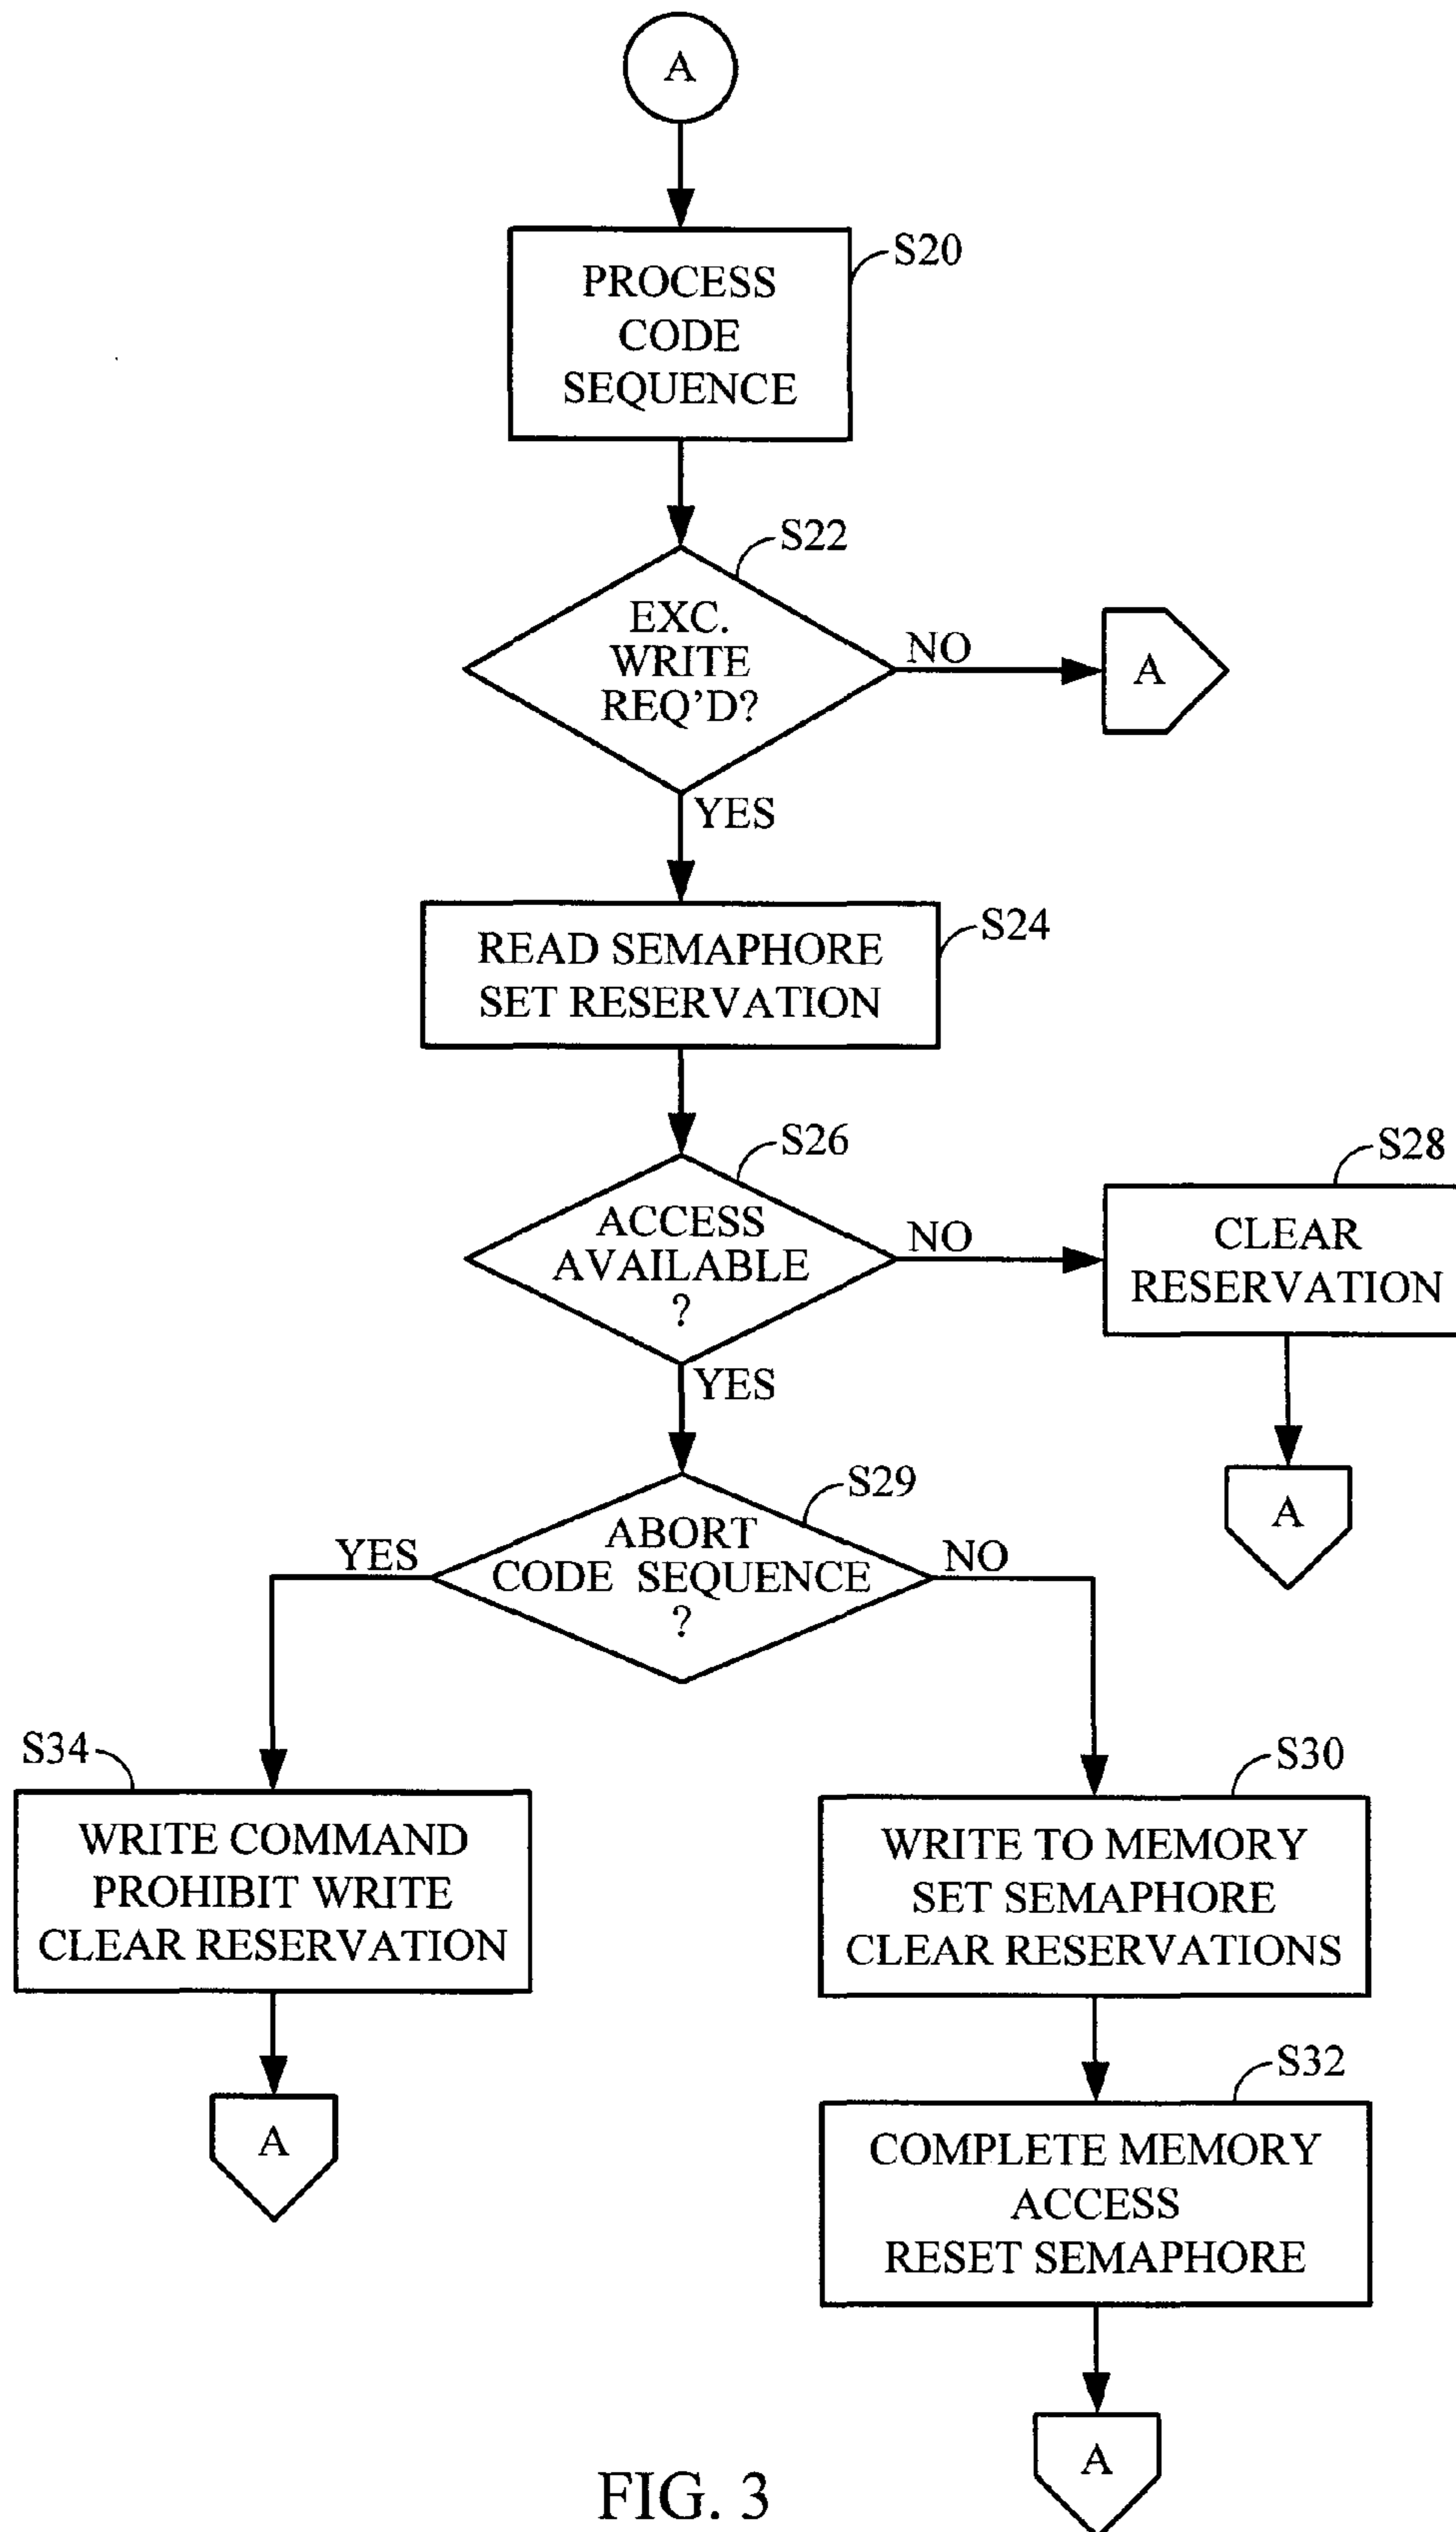 A
S20
PROCESS
CODE
SEQUENCE
S22
EXC.
WRITE
REQ'D?
NO
A
YES
S24
READ SEMAPHORE
SET RESERVATION
S26
ACCESS
AVAILABLE
?
NO
S28
CLEAR
RESERVATION
A
YES
S29
ABORT
CODE SEQUENCE
?
YES
NO
S34
WRITE COMMAND
PROHIBIT WRITE
CLEAR RESERVATION
A
S30
WRITE TO MEMORY
SET SEMAPHORE
CLEAR RESERVATIONS
S32
COMPLETE MEMORY
ACCESS
RESET SEMAPHORE
A
FIG. 3